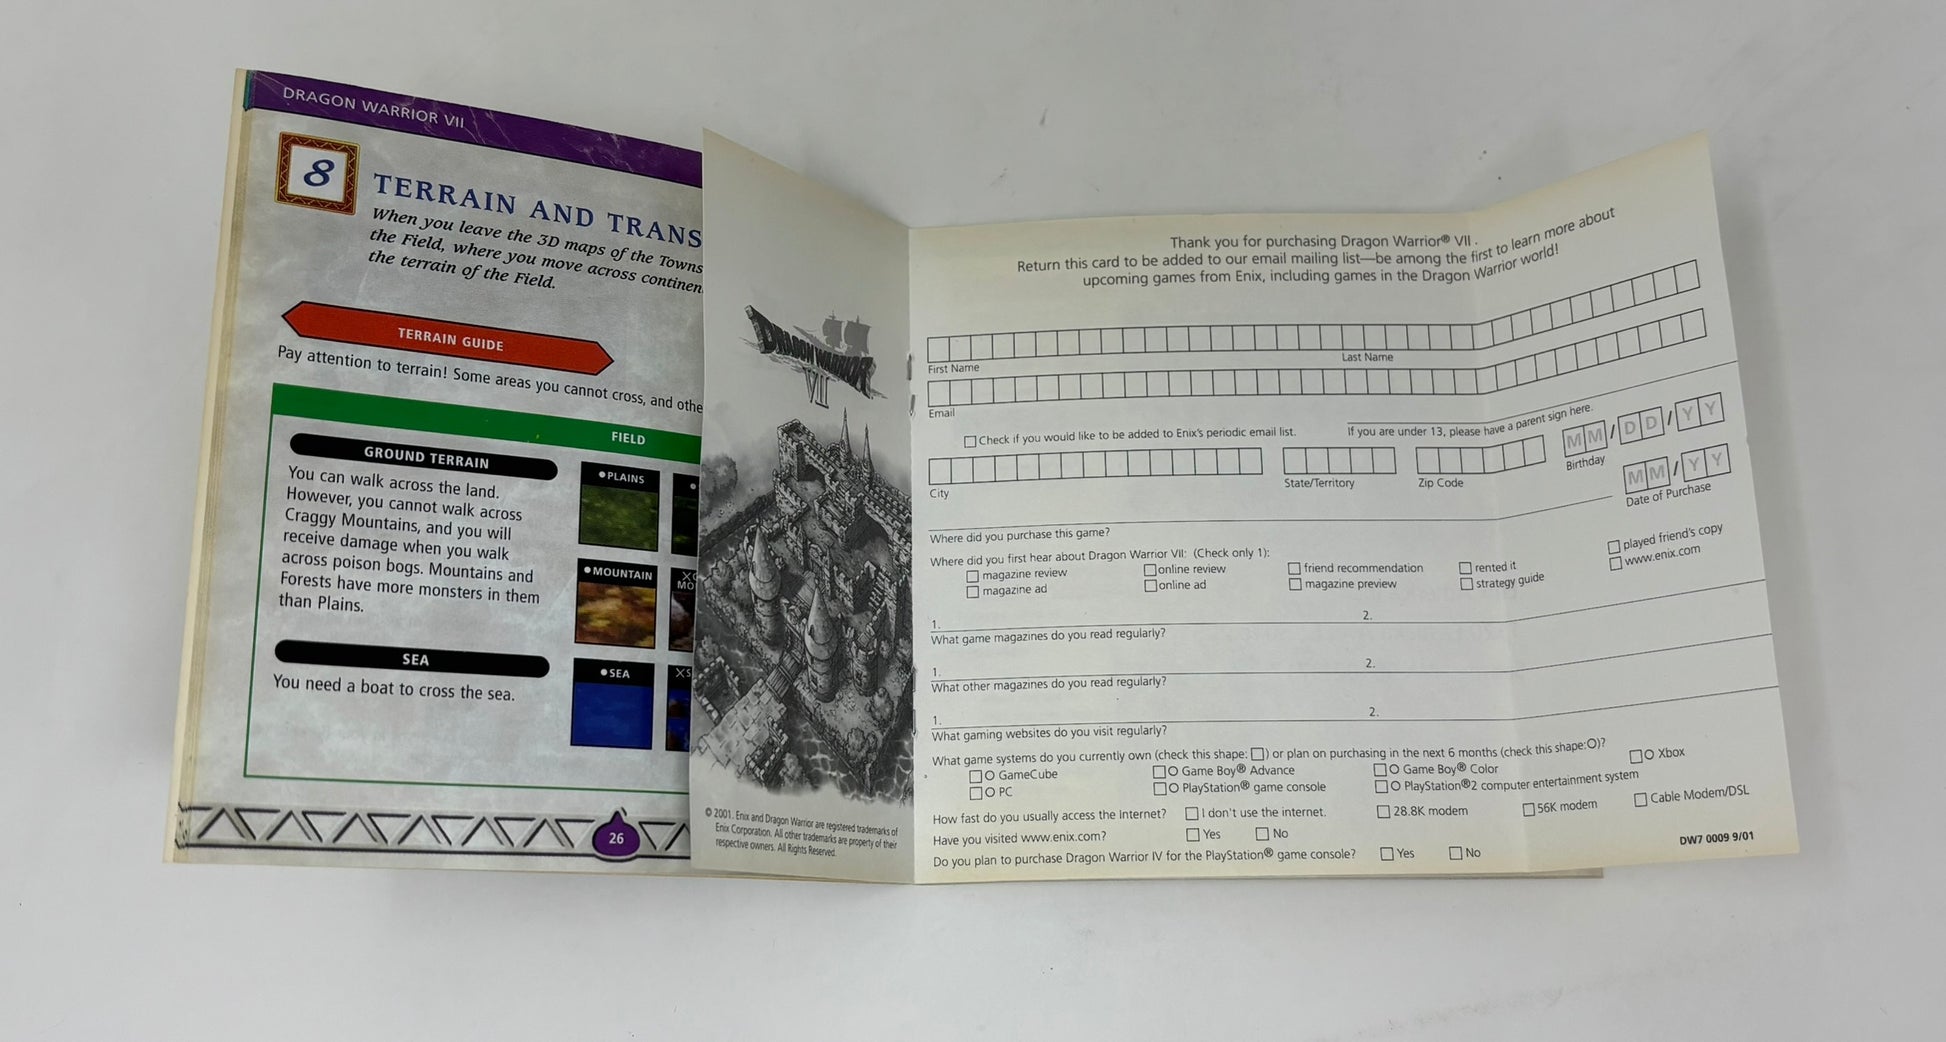 DRAGON WARRIOR VII
8
TERRAIN AND TRANS
When you leave the 3D maps of the Towns
the Field, where you move across continen
the terrain of the Field.
TERRAIN GUIDE
Pay attention to terrain! Some areas you cannot cross, and othe
FIELD
GROUND TERRAIN
You can walk across the land.
However, you cannot walk across
Craggy Mountains, and you will
receive damage when you walk
across poison bogs. Mountains and
Forests have more monsters in them
than Plains.
●PLAINS
●MOUNTAIN
MO
SEA
You need a boat to cross the sea.
●SEA
26
DRAGON WARRIOR
VII
© 2001. Enix and Dragon Warrior are registered trademarks of
Enix Corporation. All other trademarks are property of their
respective owners. All Rights Reserved.
Thank you for purchasing Dragon Warrior® VII .
Return this card to be added to our email mailing list—be among the first to learn more about
upcoming games from Enix, including games in the Dragon Warrior world!
First Name Last Name
Email
□ Check if you would like to be added to Enix's periodic email list. If you are under 13, please have a parent sign here.
MM/DD/YY
Birthday
City State/Territory Zip Code
MM/YY
Date of Purchase
Where did you purchase this game?
Where did you first hear about Dragon Warrior VII: (Check only 1):
□ magazine review □ online review □ friend recommendation □ rented it □ played friend's copy
□ magazine ad □ online ad □ magazine preview □ strategy guide □ www.enix.com
1. 2.
What game magazines do you read regularly?
1. 2.
What other magazines do you read regularly?
1. 2.
What gaming websites do you visit regularly?
What game systems do you currently own (check this shape: □) or plan on purchasing in the next 6 months (check this shape:O)?
□ O GameCube □ O Game Boy® Advance □ O Game Boy® Color □ O Xbox
□ O PC □ O PlayStation® game console □ O PlayStation®2 computer entertainment system
How fast do you usually access the Internet? □ I don't use the internet. □ 28.8K modem □ 56K modem □ Cable Modem/DSL
Have you visited www.enix.com? □ Yes □ No
Do you plan to purchase Dragon Warrior IV for the PlayStation® game console? □ Yes □ No
DW7 0009 9/01